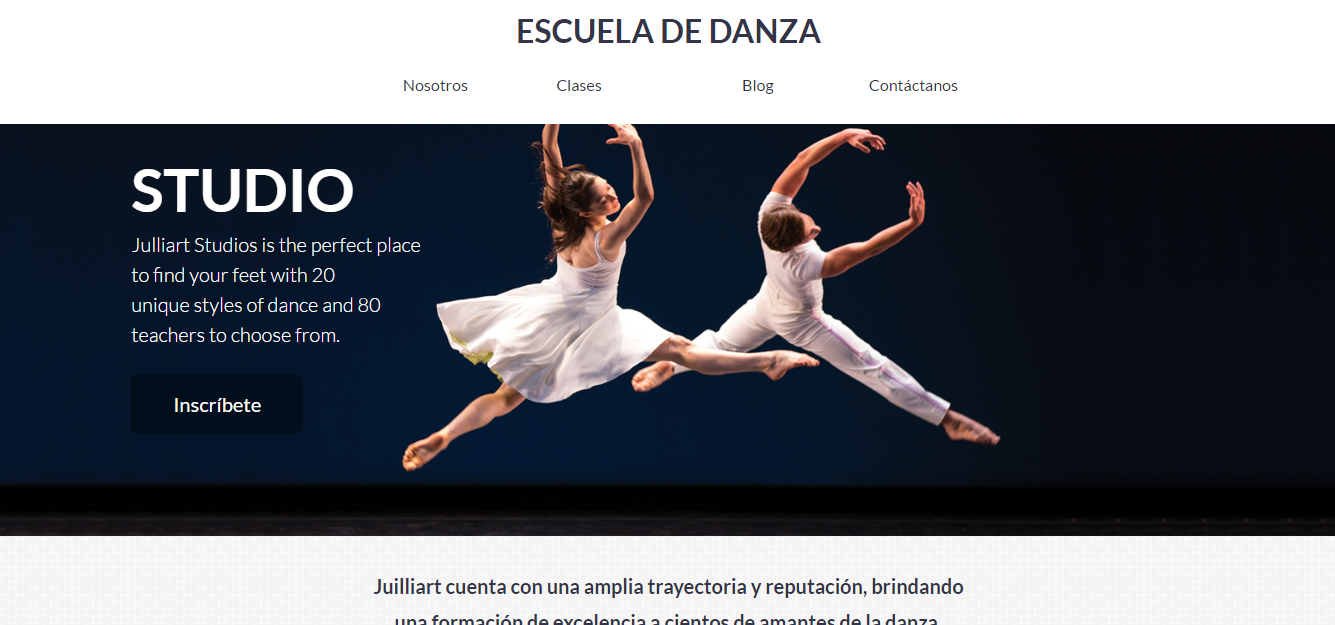 ESCUELA DE DANZA
Nosotros Clases Blog Contáctanos
STUDIO
Julliart Studios is the perfect place
to find your feet with 20
unique styles of dance and 80
teachers to choose from.
Inscríbete
Juilliart cuenta con una amplia trayectoria y reputación, brindando
una formación de excelencia a cientos de amantes de la danza